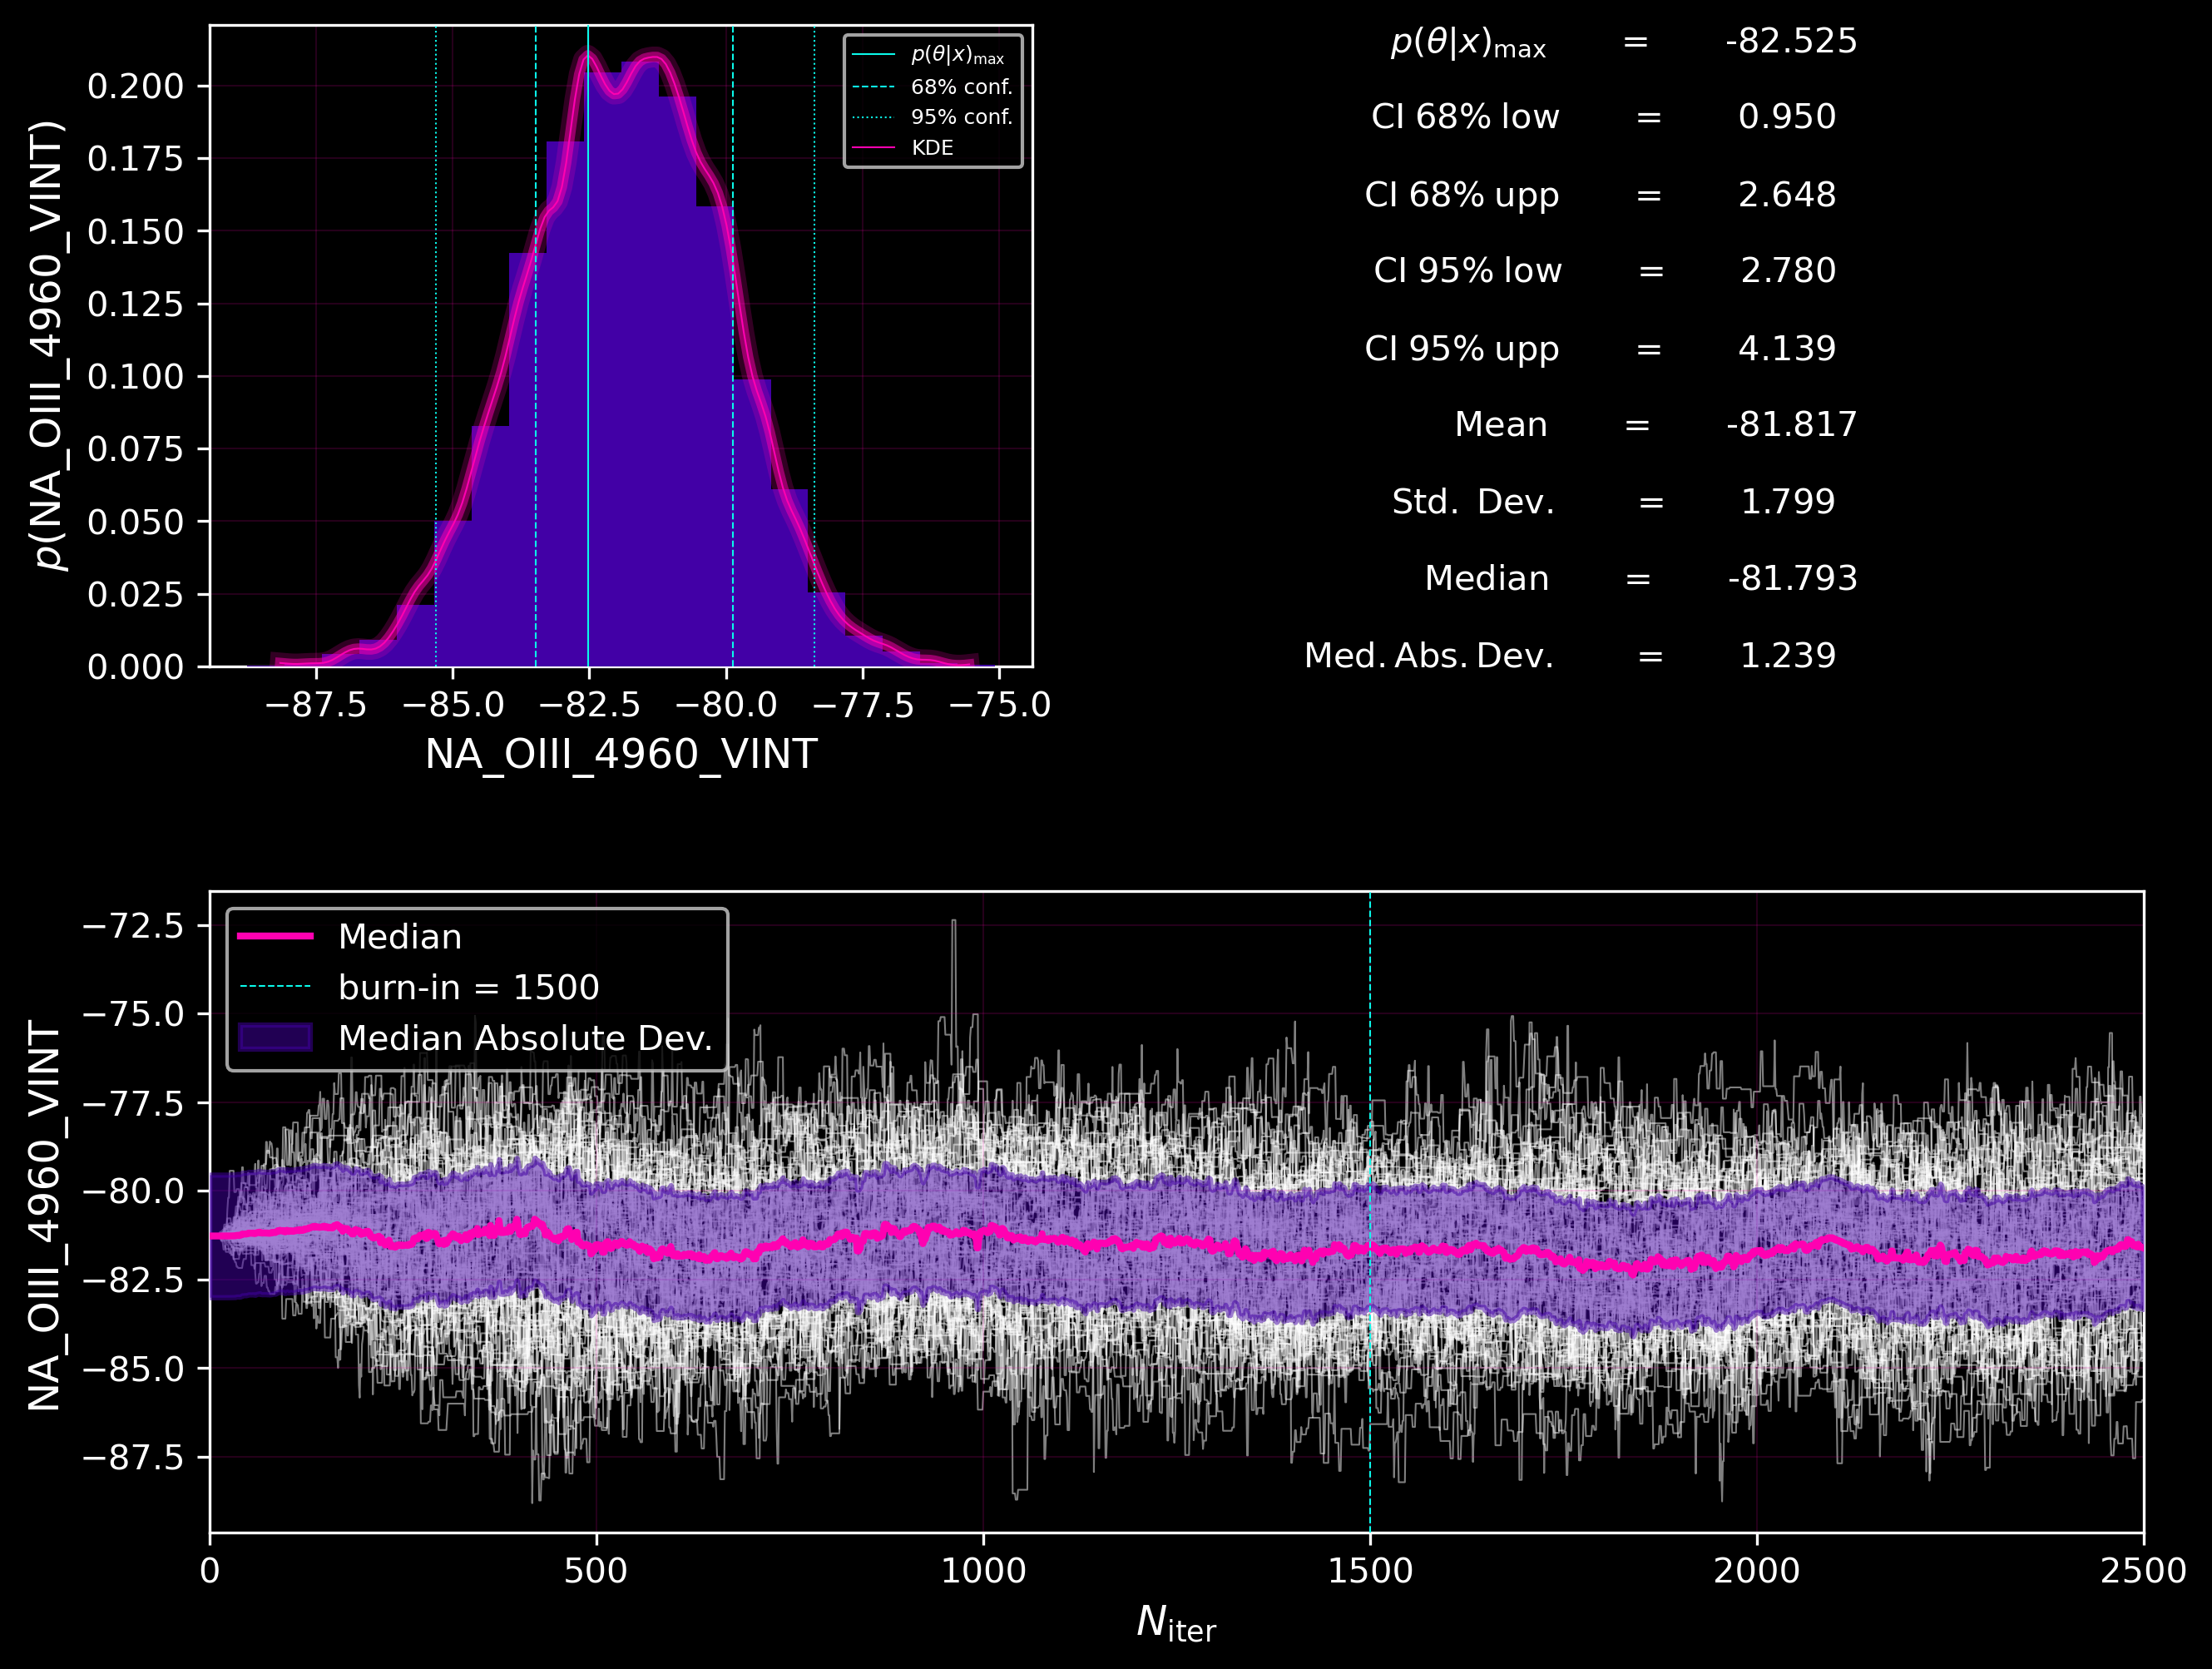 p(NA_OIII_4960_VINT)
0.200
0.175
0.150
0.125
0.100
0.075
0.050
0.025
0.000
−87.5 −85.0 −82.5 −80.0 −77.5 −75.0
NA_OIII_4960_VINT
p(θ|x)max
68% conf.
95% conf.
KDE
p(θ|x)max = -82.525
CI 68% low = 0.950
CI 68% upp = 2.648
CI 95% low = 2.780
CI 95% upp = 4.139
Mean = -81.817
Std. Dev. = 1.799
Median = -81.793
Med. Abs. Dev. = 1.239
NA_OIII_4960_VINT
−72.5
−75.0
−77.5
−80.0
−82.5
−85.0
−87.5
Median
burn-in = 1500
Median Absolute Dev.
0 500 1000 1500 2000 2500
Niter